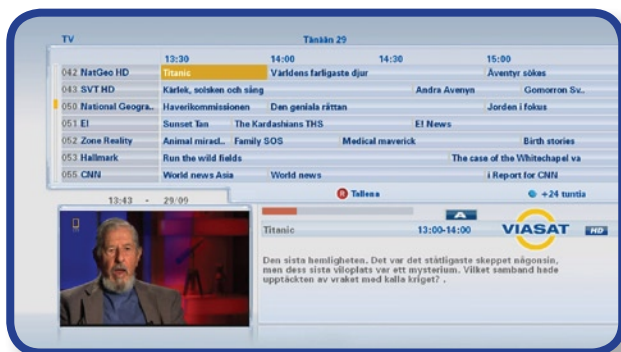 TV Tänään 29
13:30 14:00 14:30 15:00
042 NatGeo HD Titanic Världens farligaste djur Äventyr sökes
043 SVT HD Kärlek, solsken och sång Andra Avenyn Gomorron Sv..
050 National Geogra.. Haverikommissionen Den geniala råttan Jorden i fokus
051 E! Sunset Tan The Kardashians THS E! News
052 Zone Reality Animal mirad.. Family SOS Medical maverick Birth stories
053 Hallmark Run the wild fields The case of the Whitechapel va
055 CNN World news Asia World news i Report for CNN
13:43 - 29/09 R Tallena +24 tuntia
A
Titanic 13:00-14:00 VIASAT HD
Den sista hemligheten. Det var det ståtligaste skeppet någonsin,
men dess sista viloplats var ett mysterium. Vilket samband hade
upptäckten av vraket med kalla kriget? .